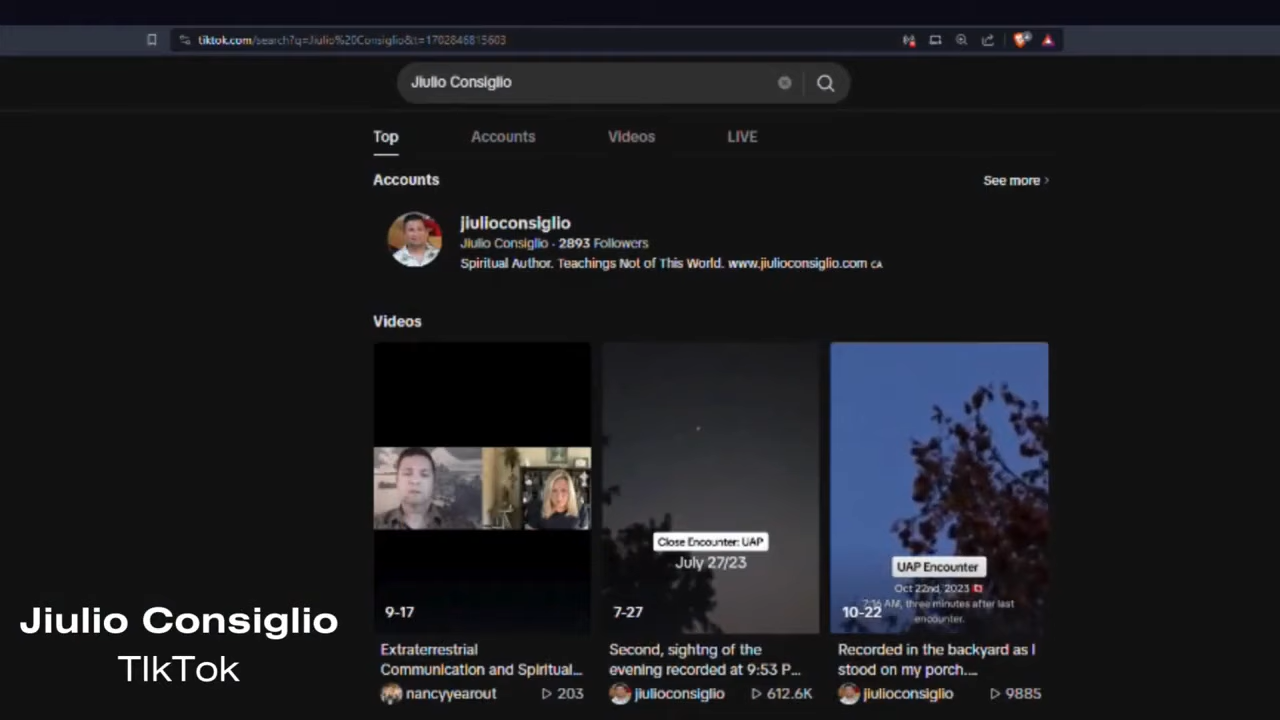 tiktok.com/search?q=Jiulio%20Consiglio&t=1702846815603
Jiulio Consiglio
Top Accounts Videos LIVE
Accounts
See more >
jiulioconsiglio
Jiulio Consiglio · 2893 Followers
Spiritual Author. Teachings Not of This World. www.jiulioconsiglio.com CA
Videos
9-17
Extraterrestrial
Communication and Spiritual...
nancyyearout
203
Close Encounter: UAP
July 27/23
7-27
Second, sightng of the
evening recorded at 9:53 P...
jiulioconsiglio
612.6K
UAP Encounter
Oct 22nd, 2023
7:16 AM, three minutes after last
encounter.
10-22
Recorded in the backyard as I
stood on my porch....
jiulioconsiglio
9885
Jiulio Consiglio
TIkTok